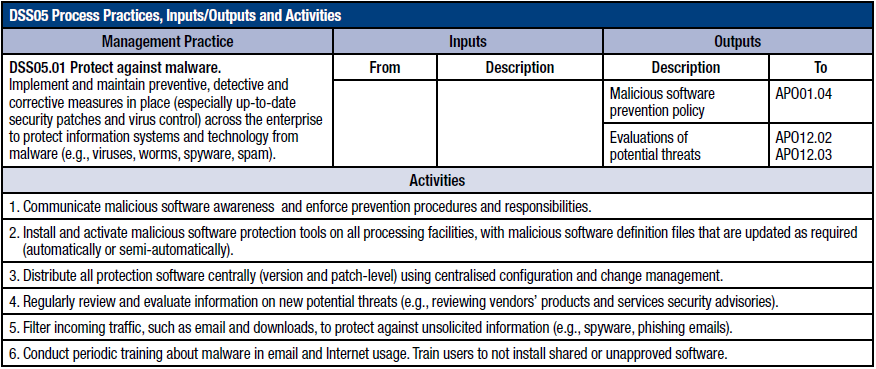 DSS05 Process Practices, Inputs/Outputs and Activities
Management Practice
Inputs
Outputs
DSS05.01 Protect against malware.
Implement and maintain preventive, detective and
corrective measures in place (especially up-to-date
security patches and virus control) across the enterprise
to protect information systems and technology from
malware (e.g., viruses, worms, spyware, spam).
From
Description
Description
To
Malicious software
prevention policy
APO01.04
Evaluations of
potential threats
APO12.02
APO12.03
Activities
1. Communicate malicious software awareness and enforce prevention procedures and responsibilities.
2. Install and activate malicious software protection tools on all processing facilities, with malicious software definition files that are updated as required
(automatically or semi-automatically).
3. Distribute all protection software centrally (version and patch-level) using centralised configuration and change management.
4. Regularly review and evaluate information on new potential threats (e.g., reviewing vendors' products and services security advisories).
5. Filter incoming traffic, such as email and downloads, to protect against unsolicited information (e.g., spyware, phishing emails).
6. Conduct periodic training about malware in email and Internet usage. Train users to not install shared or unapproved software.